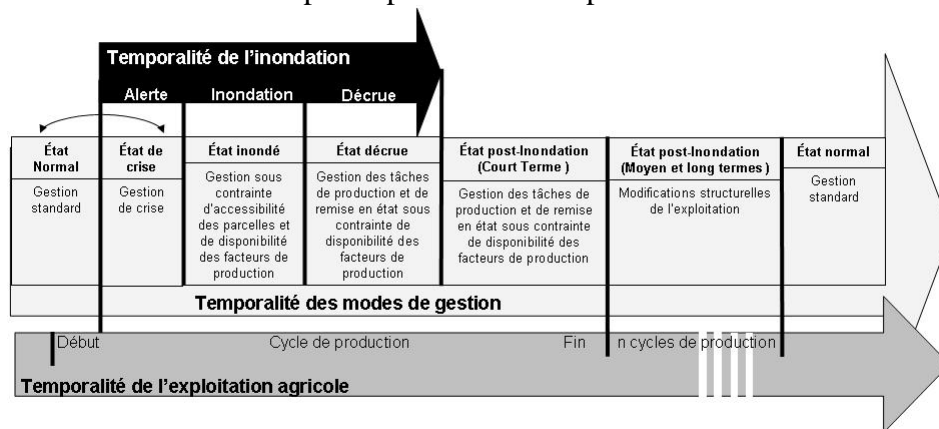 Temporalité de l'inondation
Alerte Inondation Décrue
État Normal
Gestion standard
État de crise
Gestion de crise
État inondé
Gestion sous
contrainte
d'accessibilité
des parcelles et
de disponibilité
des facteurs de
production
État décrue
Gestion des tâches
de production et de
remise en état sous
contrainte de
disponibilité des
facteurs de
production
État post-Inondation
(Court Terme )
Gestion des tâches de
production et de remise
en état sous contrainte
de disponibilité des
facteurs de production
État post-Inondation
(Moyen et long termes )
Modifications structurelles
de l'exploitation
État normal
Gestion
standard
Temporalité des modes de gestion
Début Cycle de production Fin n cycles de production
Temporalité de l'exploitation agricole